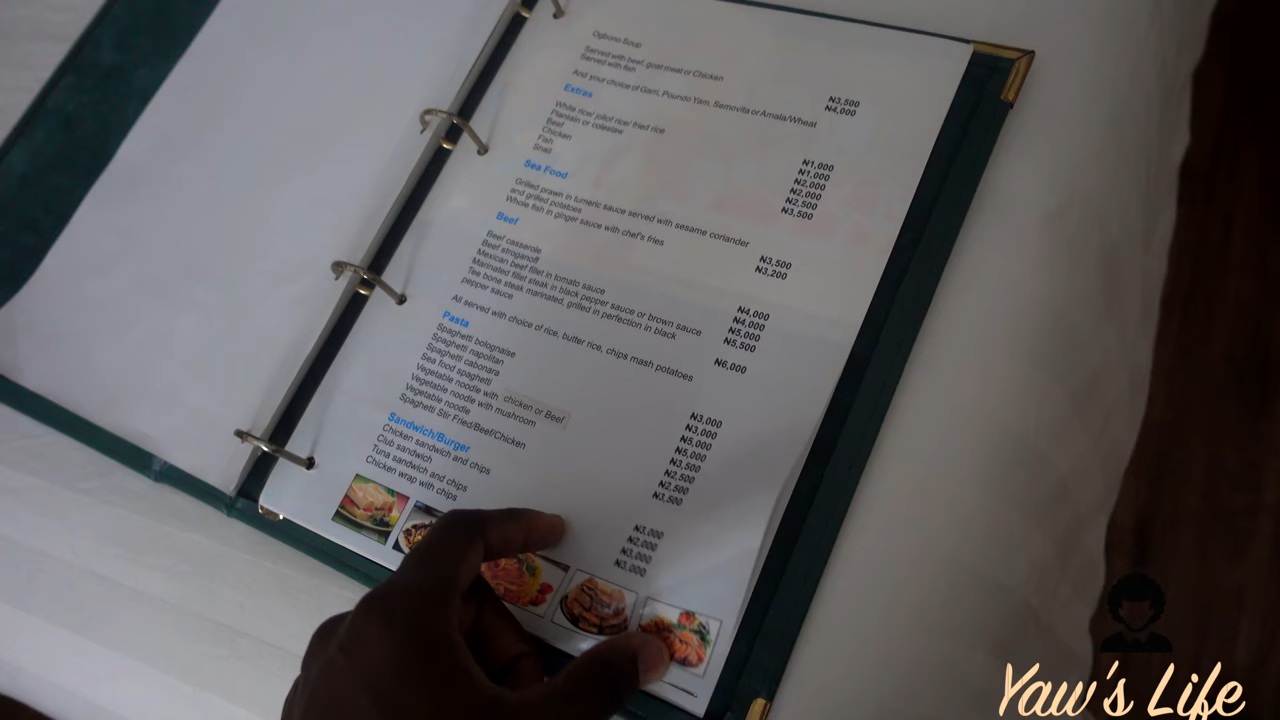 Ogbono Soup
Served with beef, goat meat or Chicken ₦3,500
Served with fish ₦4,000
And your choice of Garri, Poundo Yam, Semovita or Amala/Wheat
Extras
White rice/ jollof rice/ fried rice ₦1,000
Plantain or coleslaw ₦1,000
Beef ₦2,000
Chicken ₦2,000
Fish ₦2,500
Snail ₦3,500
Sea Food
Grilled prawn in tumeric sauce served with sesame coriander
and grilled potatoes ₦3,500
Whole fish in ginger sauce with chef's fries ₦3,200
Beef
Beef casserole ₦4,000
Beef stroganoff ₦4,000
Mexican beef fillet in tomato sauce ₦5,000
Marinated fillet steak in black pepper sauce or brown sauce ₦5,500
Tee bone steak marinated, grilled in perfection in black
pepper sauce ₦6,000
All served with choice of rice, butter rice, chips mash potatoes
Pasta
Spaghetti bolognaise ₦3,000
Spaghetti napolitan ₦3,000
Spaghetti cabonara ₦5,000
Sea food spaghetti ₦5,000
Vegetable noodle with chicken or Beef ₦3,500
Vegetable noodle with mushroom ₦2,500
Vegetable noodle ₦2,500
Spaghetti Stir Fried/Beef/Chicken ₦3,500
Sandwich/Burger
Chicken sandwich and chips ₦3,000
Club sandwich ₦2,000
Tuna sandwich and chips ₦3,000
Chicken wrap with chips ₦3,000
Yaw's Life